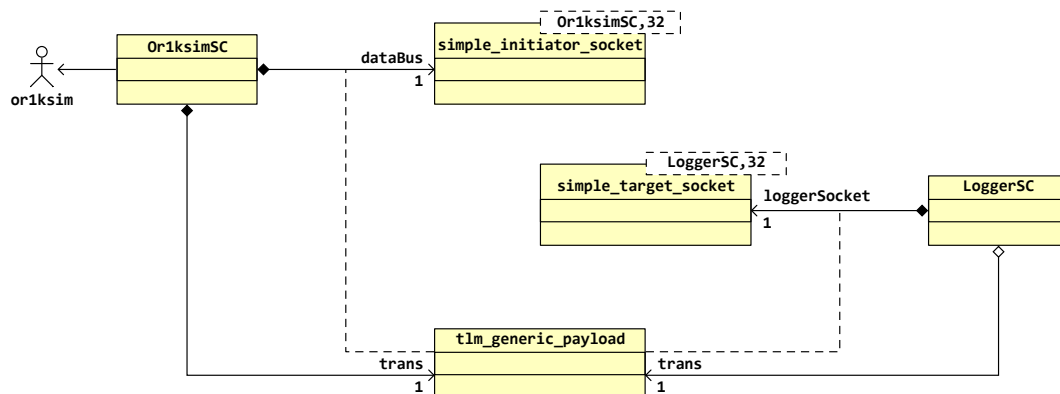 Or1ksimSC,32
Or1ksimSC
simple_initiator_socket
dataBus
1
or1ksim
LoggerSC,32
simple_target_socket
LoggerSC
loggerSocket
1
tlm_generic_payload
trans
trans
1
1